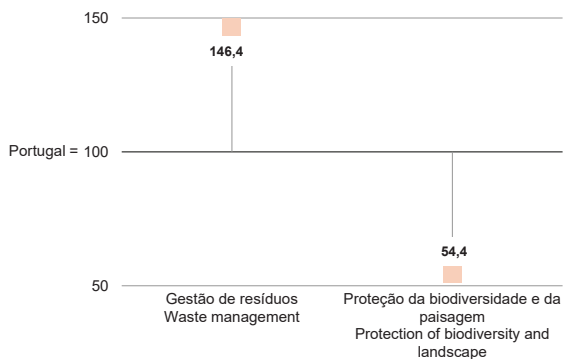 150
146,4
Portugal = 100
54,4
50
Gestão de resíduos
Waste management
Proteção da biodiversidade e da
paisagem
Protection of biodiversity and
landscape